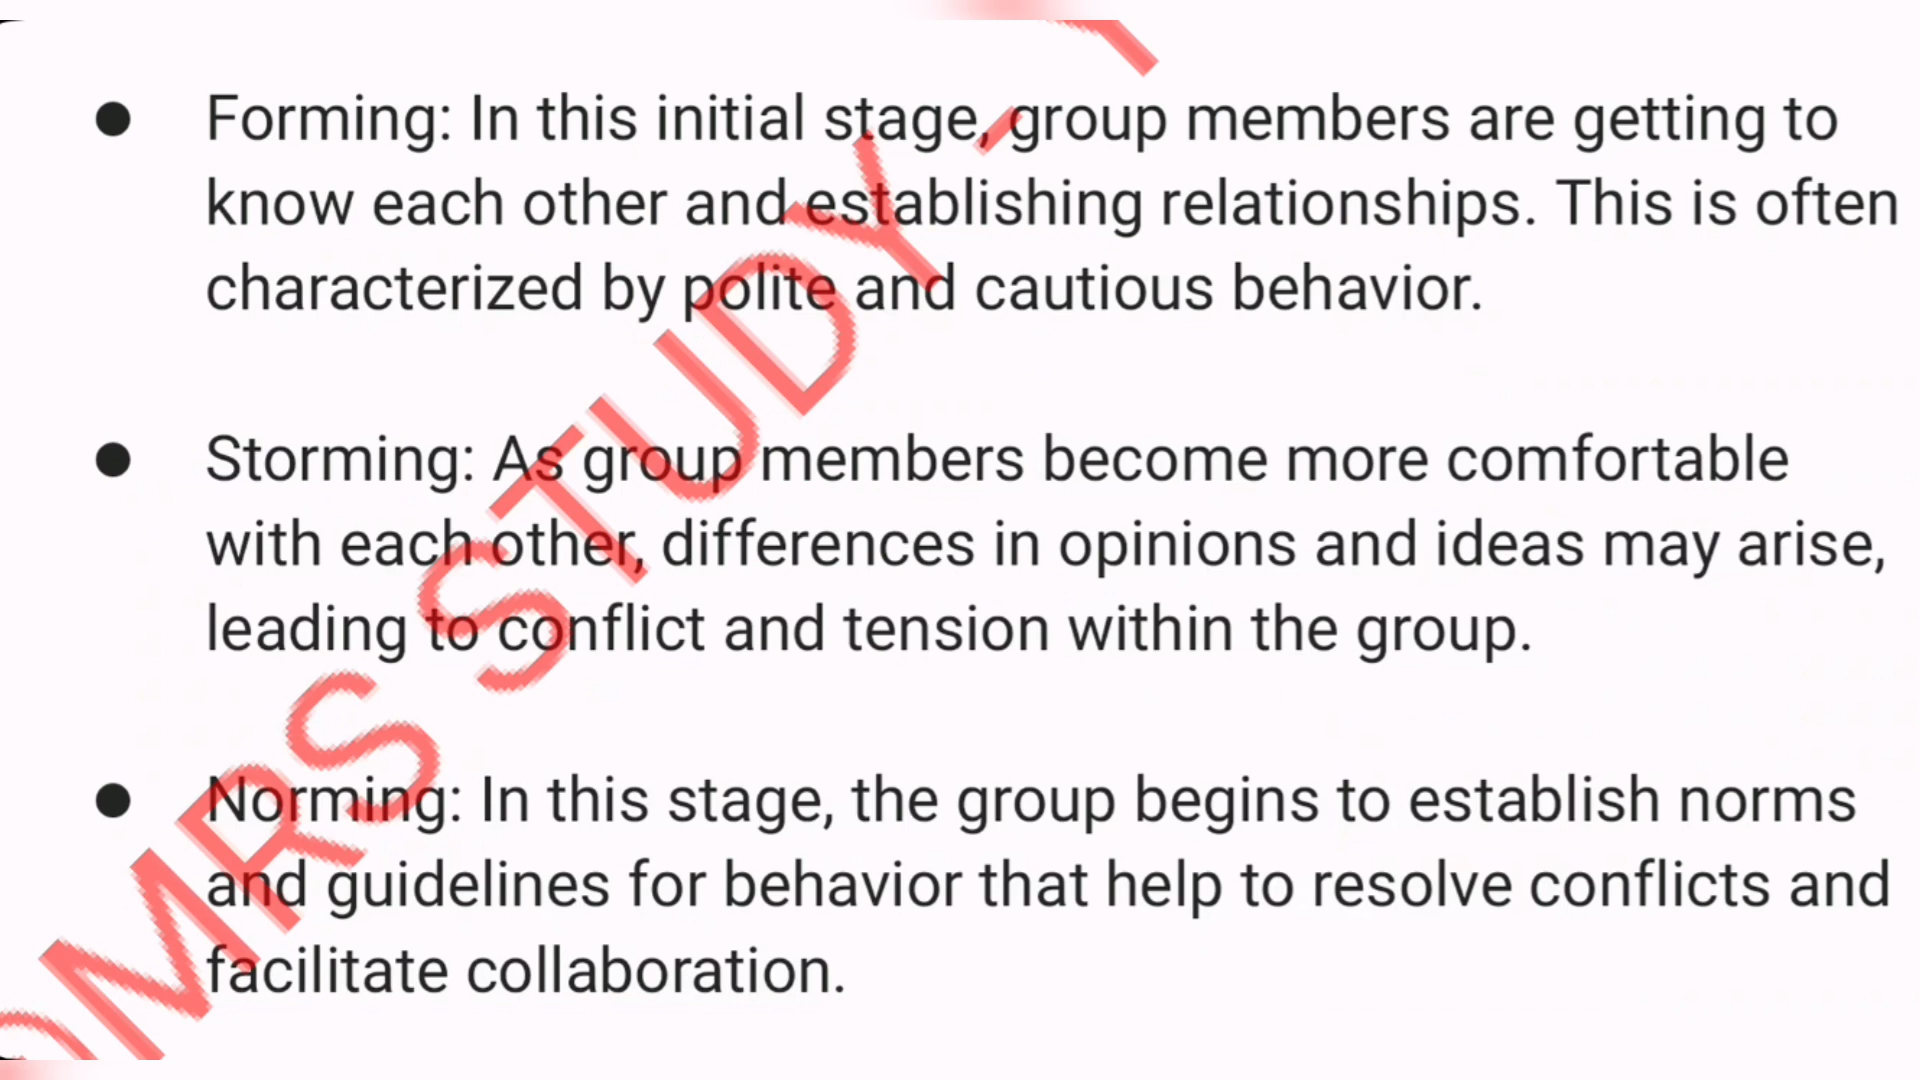 ● Forming: In this initial stage, group members are getting to
know each other and establishing relationships. This is often
characterized by polite and cautious behavior.
● Storming: As group members become more comfortable
with each other, differences in opinions and ideas may arise,
leading to conflict and tension within the group.
● Norming: In this stage, the group begins to establish norms
and guidelines for behavior that help to resolve conflicts and
facilitate collaboration.
MRS STUDY -